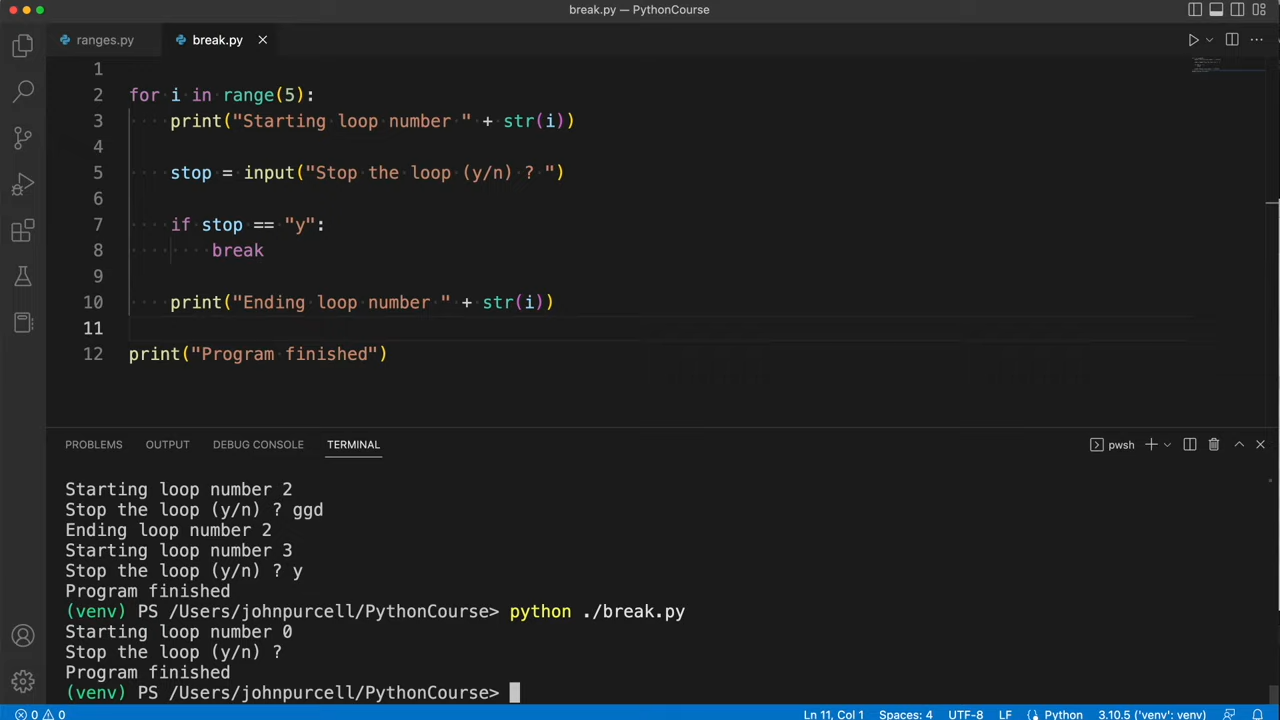 break.py — PythonCourse
ranges.py
break.py
1
2 for i in range(5):
3 print("Starting loop number " + str(i))
4
5 stop = input("Stop the loop (y/n) ? ")
6
7 if stop == "y":
8 break
9
10 print("Ending loop number " + str(i))
11
12 print("Program finished")
PROBLEMS OUTPUT DEBUG CONSOLE TERMINAL
pwsh
Starting loop number 2
Stop the loop (y/n) ? ggd
Ending loop number 2
Starting loop number 3
Stop the loop (y/n) ? y
Program finished
(venv) PS /Users/johnpurcell/PythonCourse> python ./break.py
Starting loop number 0
Stop the loop (y/n) ?
Program finished
(venv) PS /Users/johnpurcell/PythonCourse>
0 0 Ln 11, Col 1 Spaces: 4 UTF-8 LF Python 3.10.5 ('venv': venv)